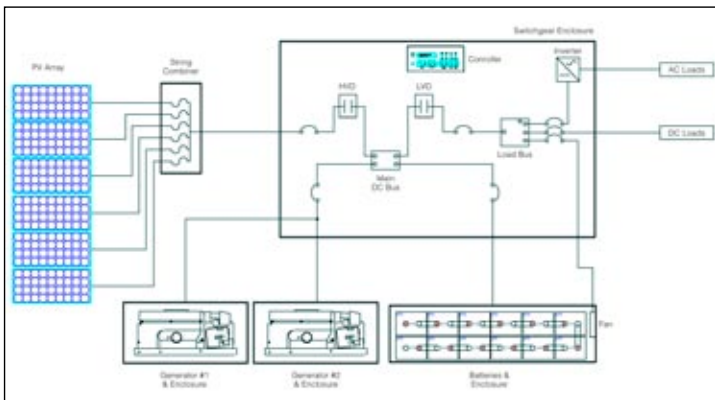 Switchgear Enclosure
PV Array
String
Combiner
Controller
Inverter
AC Loads
HVD
LVD
DC Loads
Load Bus
Main
DC Bus
Fan
Generator #1
& Enclosure
Generator #2
& Enclosure
Batteries &
Enclosure